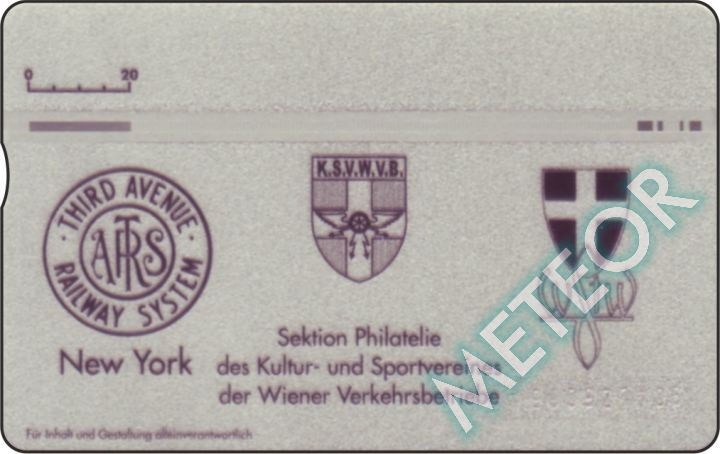 0 20
THIRD AVENUE
TARS
RAILWAY SYSTEM
New York
K.S.V.W.V.B.
Sektion Philatelie
des Kultur- und Sportvereines
der Wiener Verkehrsbetriebe
METEOR
Für Inhalt und Gestaltung alleinverantwortlich